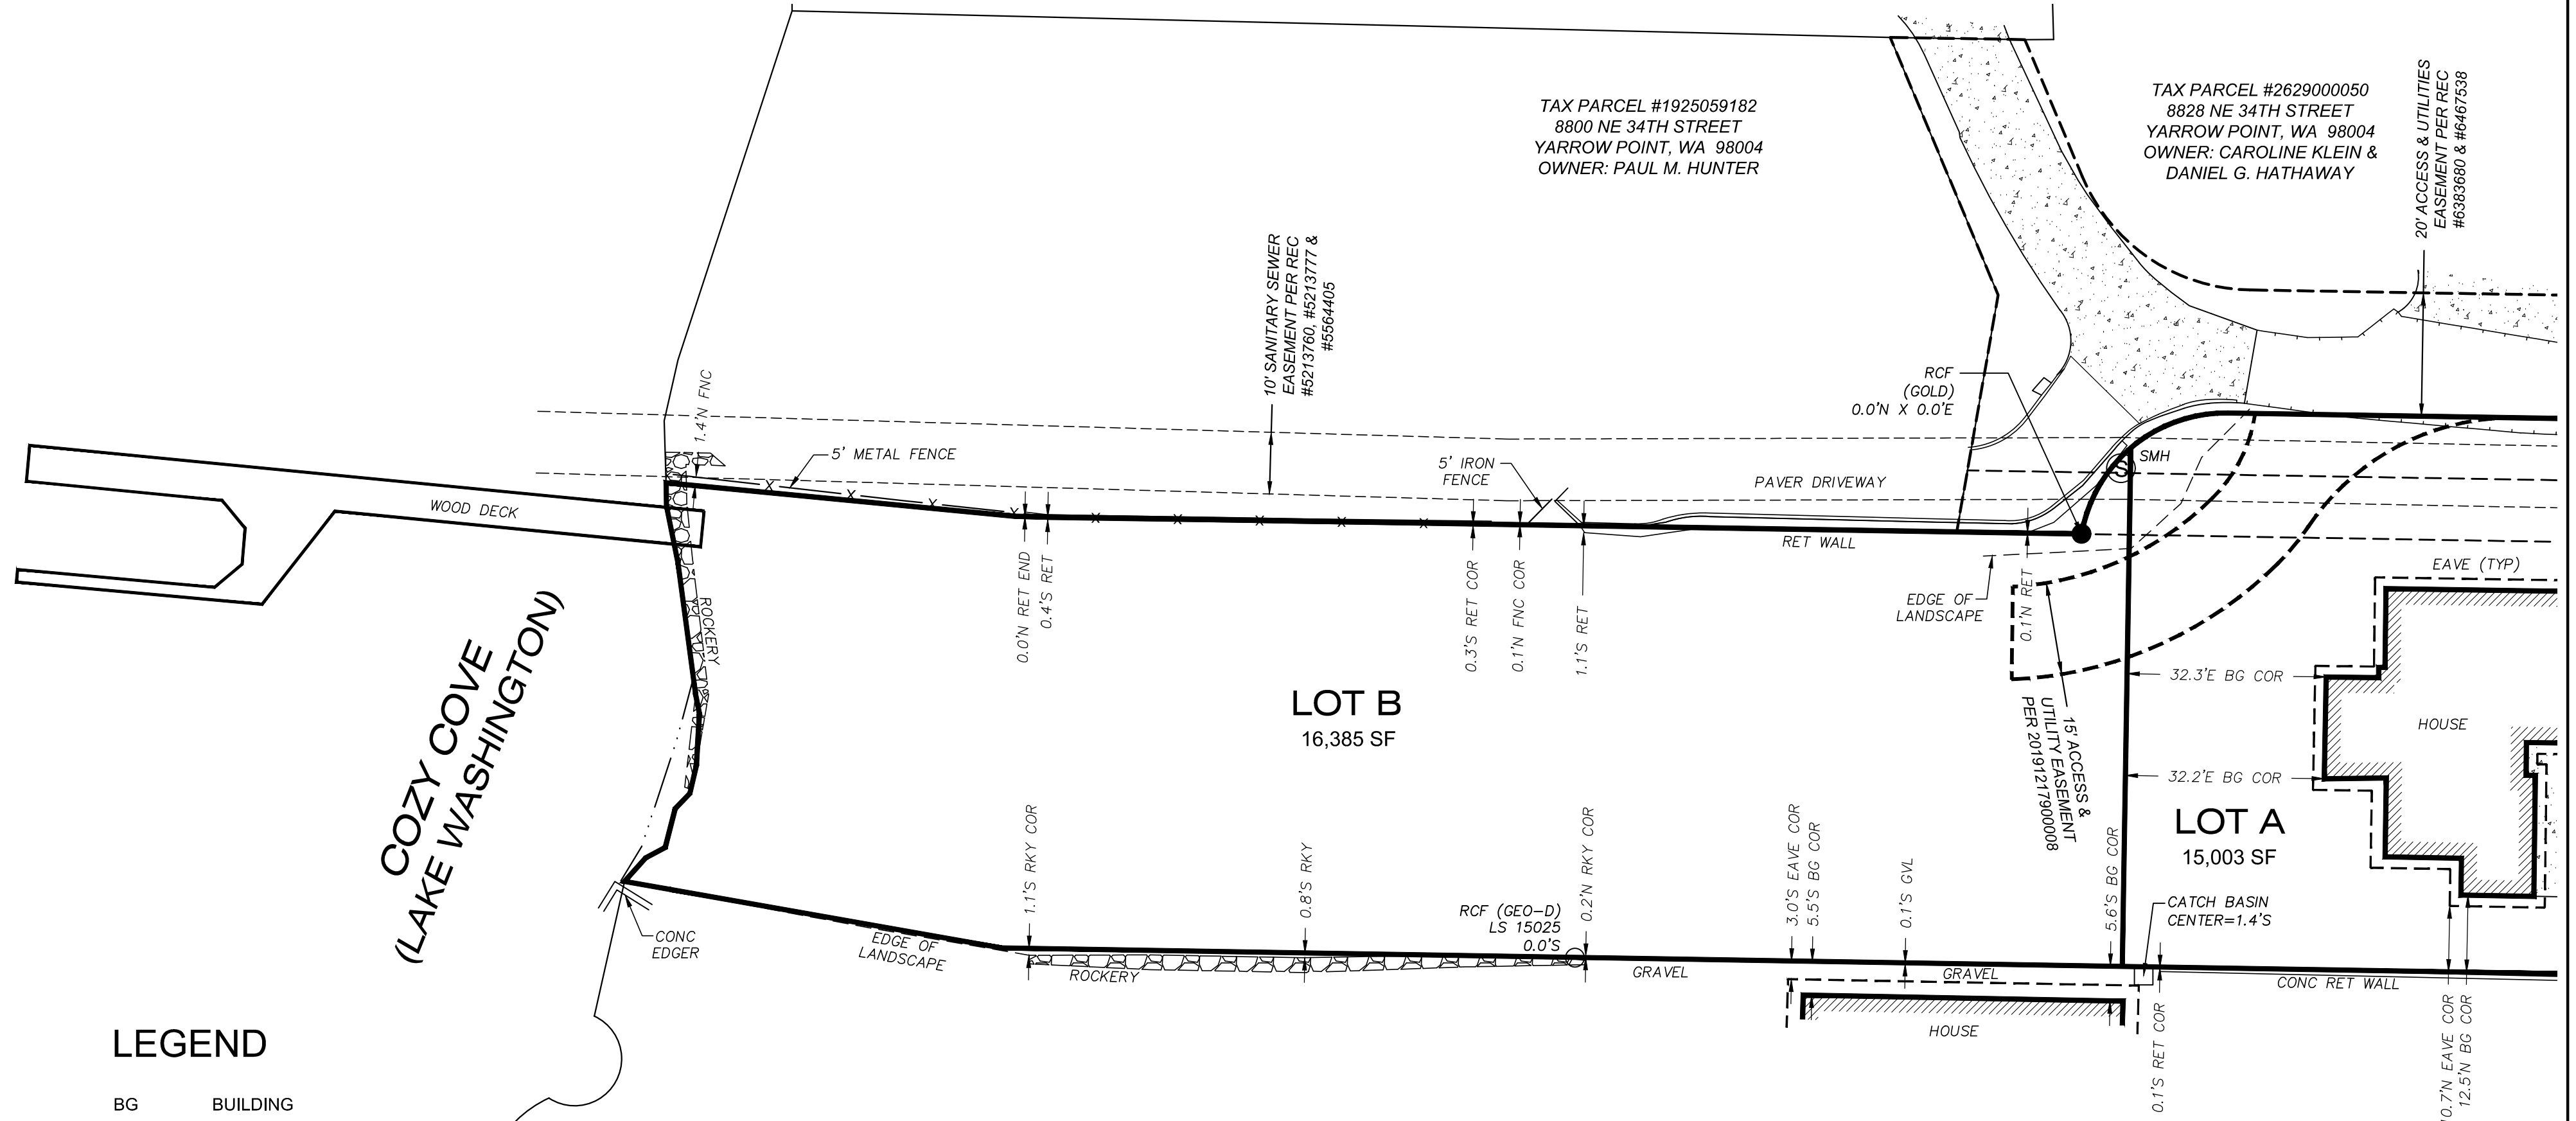 TAX PARCEL #1925059182
8800 NE 34TH STREET
YARROW POINT, WA 98004
OWNER: PAUL M. HUNTER
TAX PARCEL #2629000050
8828 NE 34TH STREET
YARROW POINT, WA 98004
OWNER: CAROLINE KLEIN &
DANIEL G. HATHAWAY
20' ACCESS & UTILITIES
EASEMENT PER REC
#6383680 & #6467538
10' SANITARY SEWER
EASEMENT PER REC
#5213760, #5213777 &
#5564405
RCF
(GOLD)
0.0'N X 0.0'E
1.4'N FNC
5' METAL FENCE
5' IRON
FENCE
PAVER DRIVEWAY
S
SMH
WOOD DECK
X X X X
X X X X X
RET WALL
EAVE (TYP)
ROCKERY
0.0'N RET END
0.4'S RET
0.3'S RET COR
0.1'N FNC COR
1.1'S RET
EDGE OF
LANDSCAPE
0.1'N RET
COZY COVE
(LAKE WASHINGTON)
LOT B
16,385 SF
15' ACCESS &
UTILITY EASEMENT
PER 20191217900008
32.3'E BG COR
HOUSE
32.2'E BG COR
LOT A
15,003 SF
1.1'S RKY COR
0.8'S RKY
RCF (GEO-D)
LS 15025
0.0'S
0.2'N RKY COR
3.0'S EAVE COR
5.5'S BG COR
0.1'S GVL
5.6'S BG COR
CATCH BASIN
CENTER=1.4'S
CONC
EDGER
EDGE OF
LANDSCAPE
ROCKERY
GRAVEL
GRAVEL
CONC RET WALL
HOUSE
0.1'S RET COR
10.7'N EAVE COR
12.5'N BG COR
LEGEND
BG BUILDING